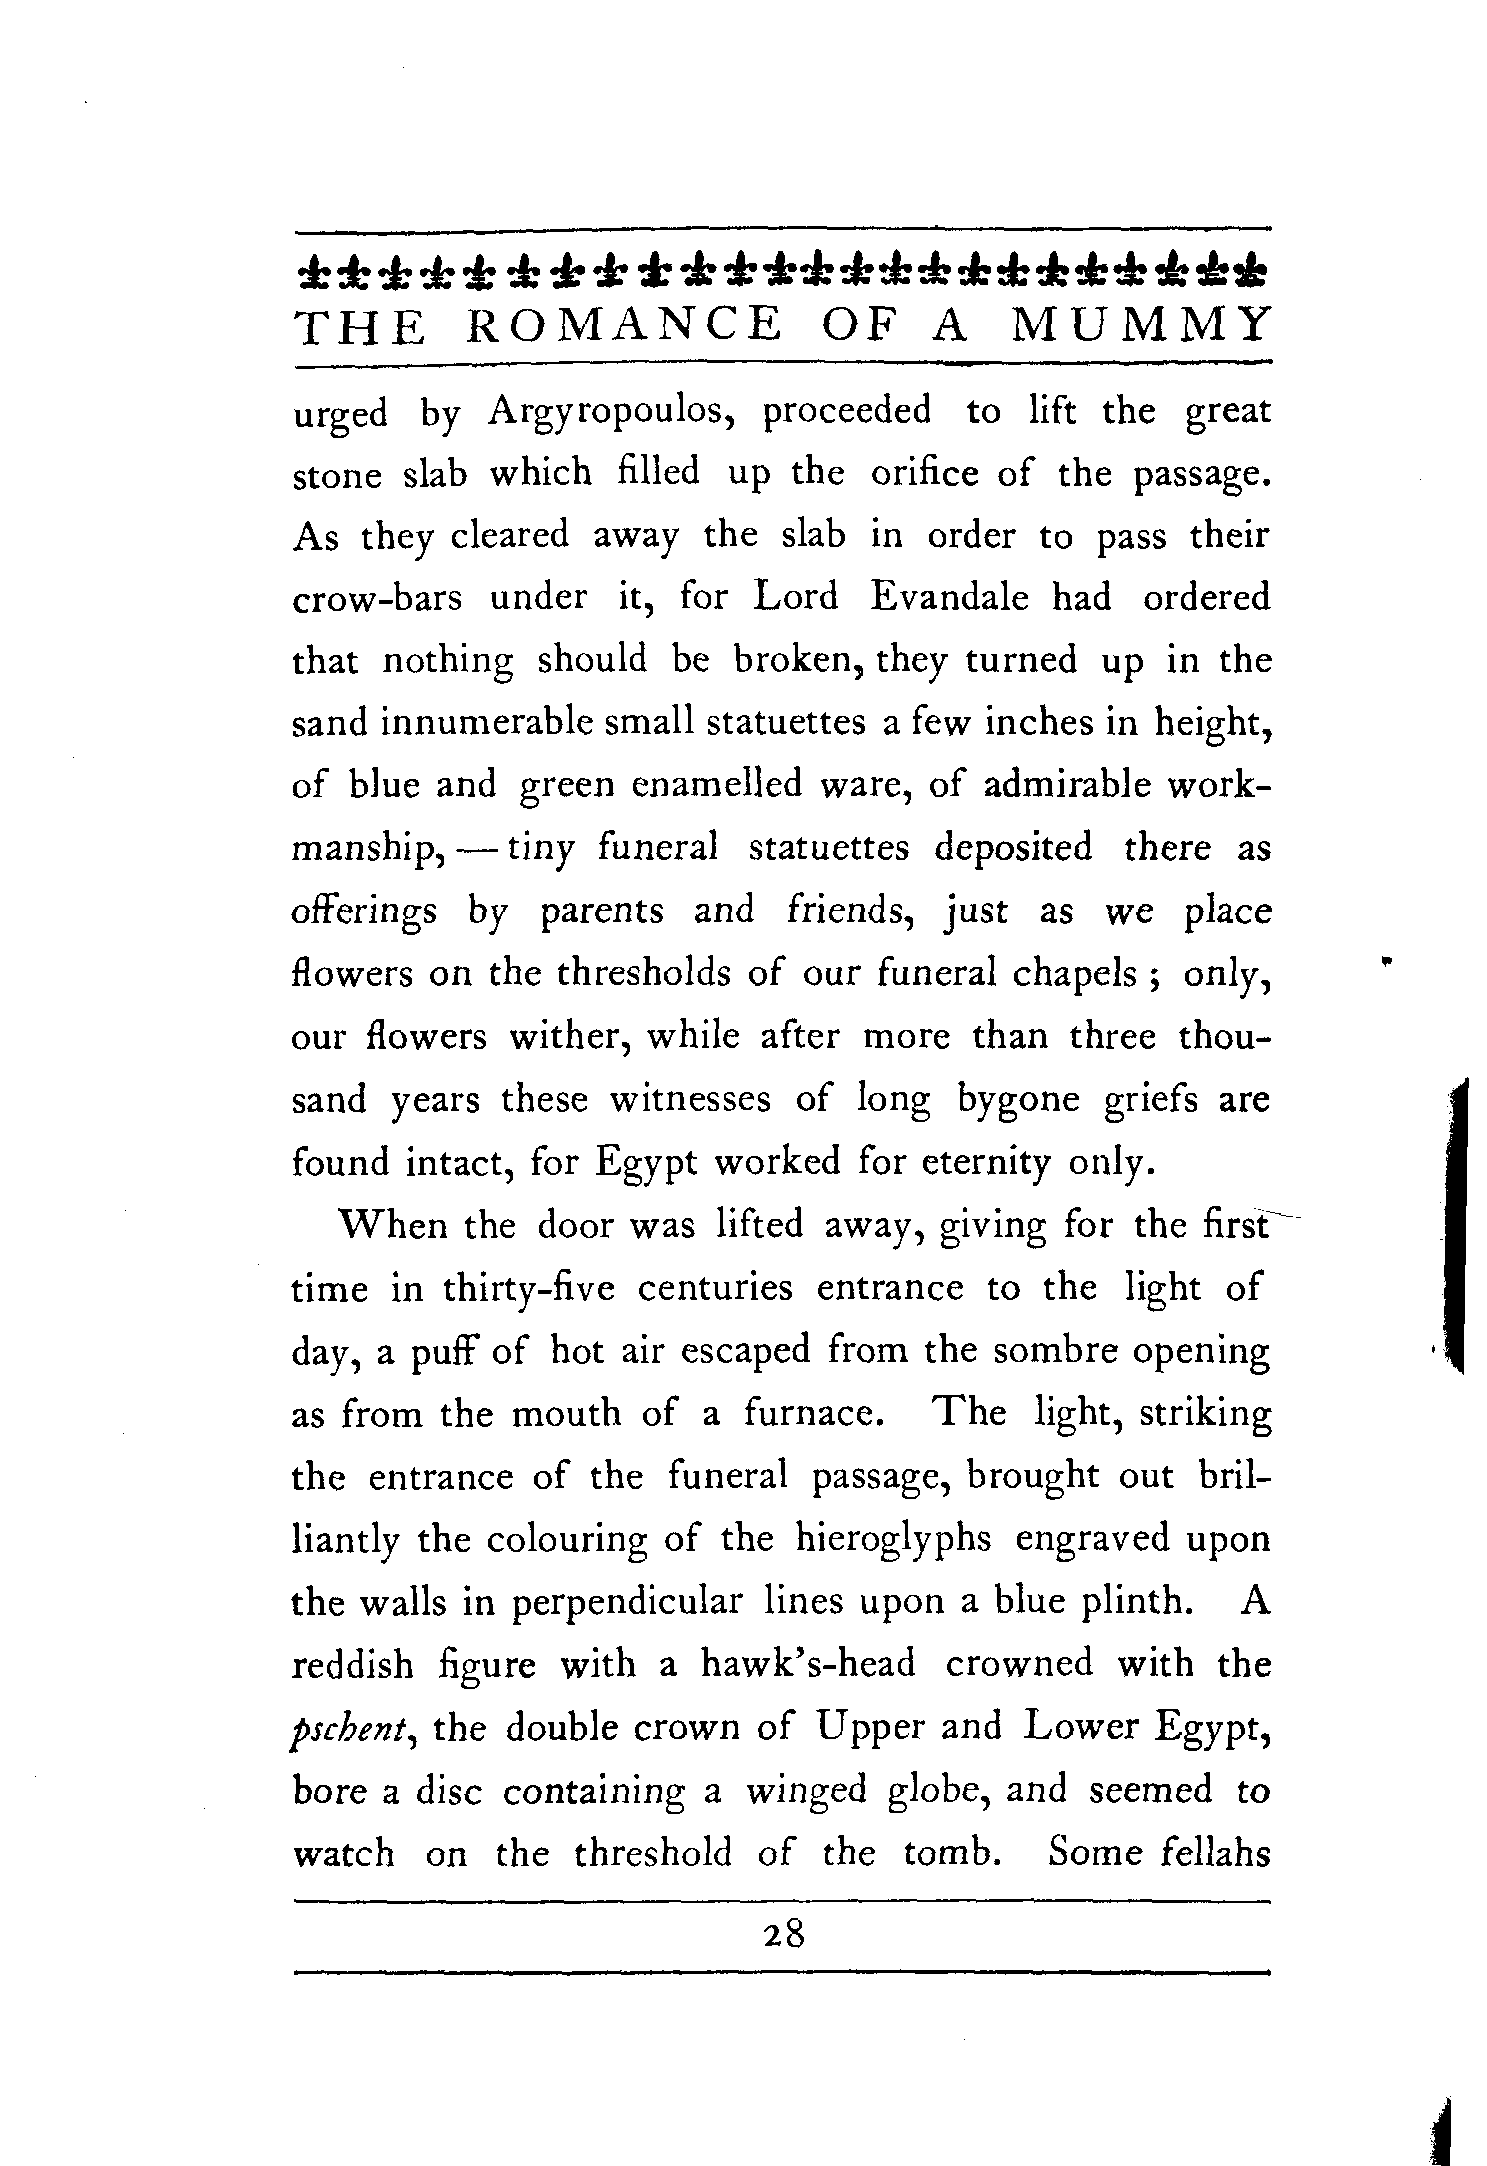 THE ROMANCE OF A MUMMY
urged by Argyropoulos, proceeded to lift the great
stone slab which filled up the orifice of the passage.
As they cleared away the slab in order to pass their
crow-bars under it, for Lord Evandale had ordered
that nothing should be broken, they turned up in the
sand innumerable small statuettes a few inches in height,
of blue and green enamelled ware, of admirable work-
manship, — tiny funeral statuettes deposited there as
offerings by parents and friends, just as we place
flowers on the thresholds of our funeral chapels ; only,
our flowers wither, while after more than three thou-
sand years these witnesses of long bygone griefs are
found intact, for Egypt worked for eternity only.
When the door was lifted away, giving for the first
time in thirty-five centuries entrance to the light of
day, a puff of hot air escaped from the sombre opening
as from the mouth of a furnace. The light, striking
the entrance of the funeral passage, brought out bril-
liantly the colouring of the hieroglyphs engraved upon
the walls in perpendicular lines upon a blue plinth. A
reddish figure with a hawk's-head crowned with the
pschent, the double crown of Upper and Lower Egypt,
bore a disc containing a winged globe, and seemed to
watch on the threshold of the tomb. Some fellahs
28